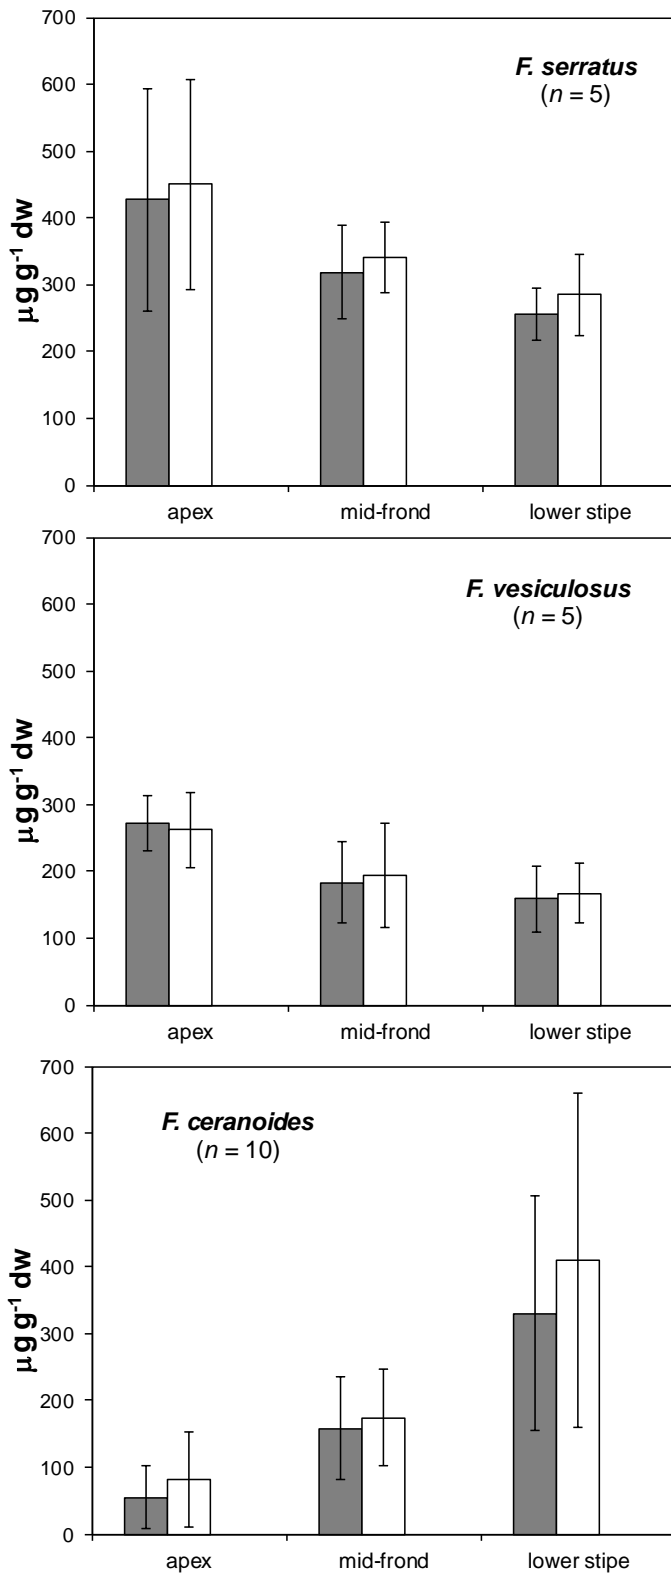 700
F. serratus
600
(n = 5)
500
400
µg g⁻¹ dw
300
200
100
0
apex mid-frond lower stipe
700
F. vesiculosus
600
(n = 5)
500
400
µg g⁻¹ dw
300
200
100
0
apex mid-frond lower stipe
700
F. ceranoides
600
(n = 10)
500
400
µg g⁻¹ dw
300
200
100
0
apex mid-frond lower stipe